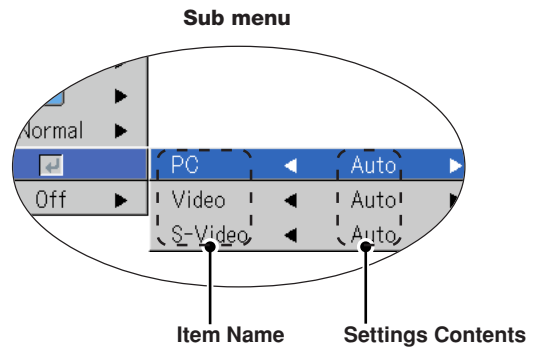 Sub menu
Normal
PC Auto
Off Video Auto
S-Video Auto
Item Name Settings Contents